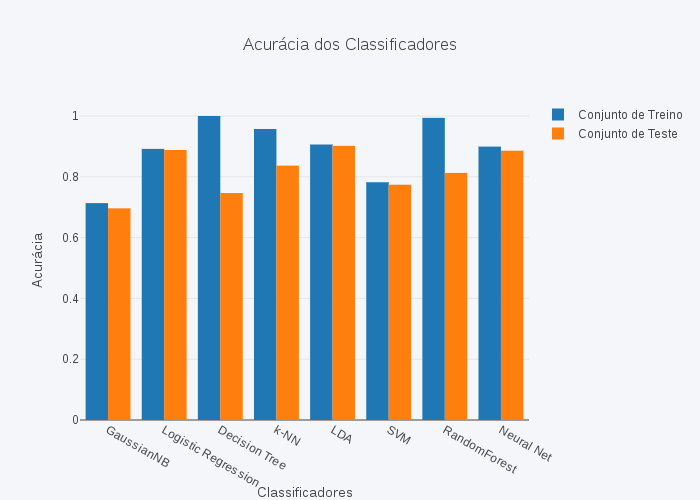 Acurácia dos Classificadores
Conjunto de Treino
Conjunto de Teste
1
0.8
0.6
0.4
0.2
0
Acurácia
GaussianNB
Logistic Regression
Decision Tree
k-NN
LDA
SVM
RandomForest
Neural Net
Classificadores